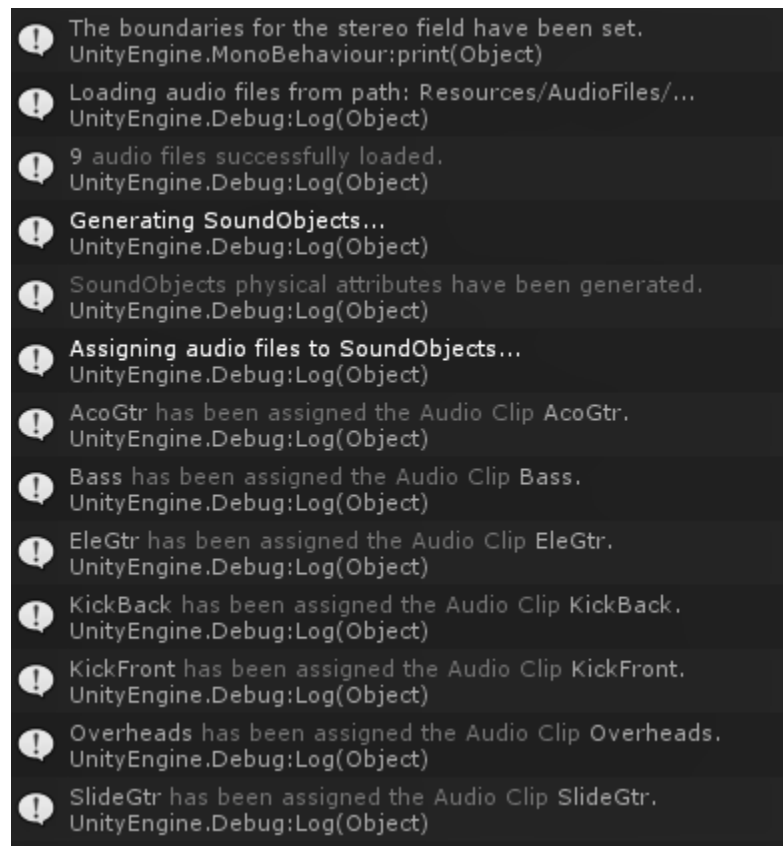 The boundaries for the stereo field have been set.
UnityEngine.MonoBehaviour:print(Object)
Loading audio files from path: Resources/AudioFiles/...
UnityEngine.Debug:Log(Object)
9 audio files successfully loaded.
UnityEngine.Debug:Log(Object)
Generating SoundObjects...
UnityEngine.Debug:Log(Object)
SoundObjects physical attributes have been generated.
UnityEngine.Debug:Log(Object)
Assigning audio files to SoundObjects...
UnityEngine.Debug:Log(Object)
AcoGtr has been assigned the Audio Clip AcoGtr.
UnityEngine.Debug:Log(Object)
Bass has been assigned the Audio Clip Bass.
UnityEngine.Debug:Log(Object)
EleGtr has been assigned the Audio Clip EleGtr.
UnityEngine.Debug:Log(Object)
KickBack has been assigned the Audio Clip KickBack.
UnityEngine.Debug:Log(Object)
KickFront has been assigned the Audio Clip KickFront.
UnityEngine.Debug:Log(Object)
Overheads has been assigned the Audio Clip Overheads.
UnityEngine.Debug:Log(Object)
SlideGtr has been assigned the Audio Clip SlideGtr.
UnityEngine.Debug:Log(Object)